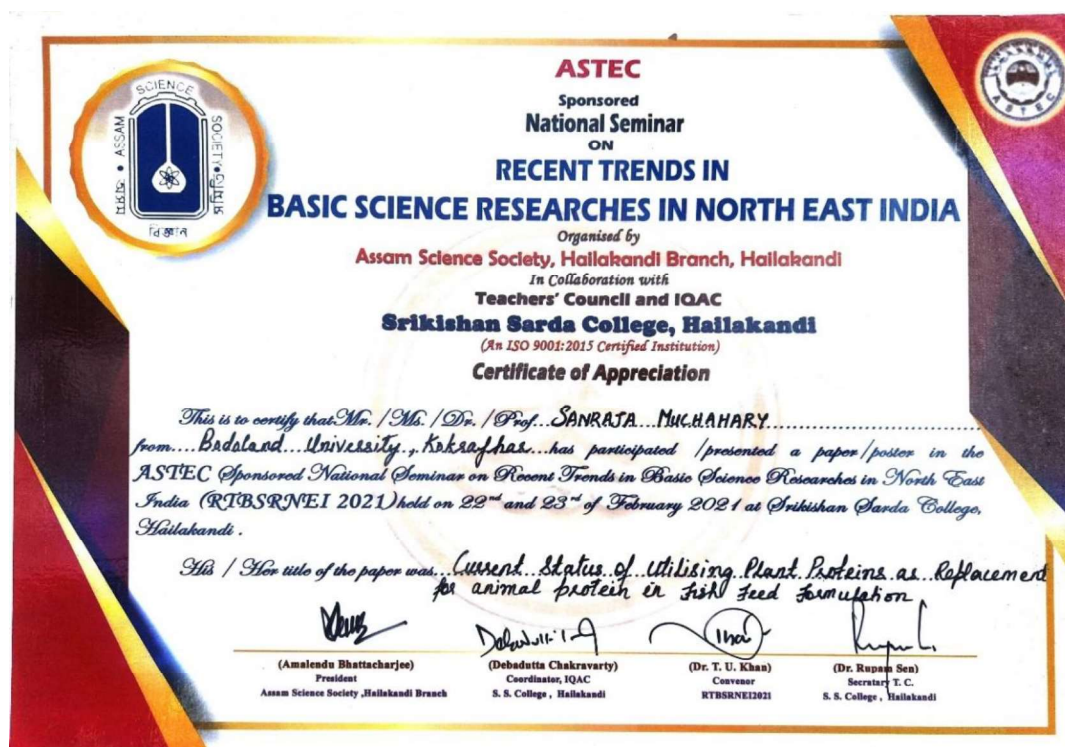 ASTEC
Sponsored
National Seminar
ON
RECENT TRENDS IN
BASIC SCIENCE RESEARCHES IN NORTH EAST INDIA
Organised by
Assam Science Society, Hailakandi Branch, Hailakandi
In Collaboration with
Teachers' Council and IQAC
Srikishan Sarda College, Hailakandi
(An ISO 9001:2015 Certified Institution)
Certificate of Appreciation
This is to certify that Mr. / Ms. / Dr. / Prof. SANRAJA MUCHAHARY
from Bodoland University, Kokrajhar has participated / presented a paper/poster in the
ASTEC Sponsored National Seminar on Recent Trends in Basic Science Researches in North East
India (RTBSRNEI 2021) held on 22nd and 23rd of February 2021 at Srikishan Sarda College,
Hailakandi .
His / Her title of the paper was Current Status of Utilising Plant Proteins as Replacement
for animal protein in Fish Feed Formulation
(Amalendu Bhattacharjee)
President
Assam Science Society ,Hailakandi Branch
(Debadutta Chakravarty)
Coordinator, IQAC
S. S. College , Hailakandi
(Dr. T. U. Khan)
Convenor
RTBSRNEI2021
(Dr. Rupam Sen)
Secratary T. C.
S. S. College , Hailakandi
ASSAM SCIENCE SOCIETY
বিজ্ঞান
ASTEC